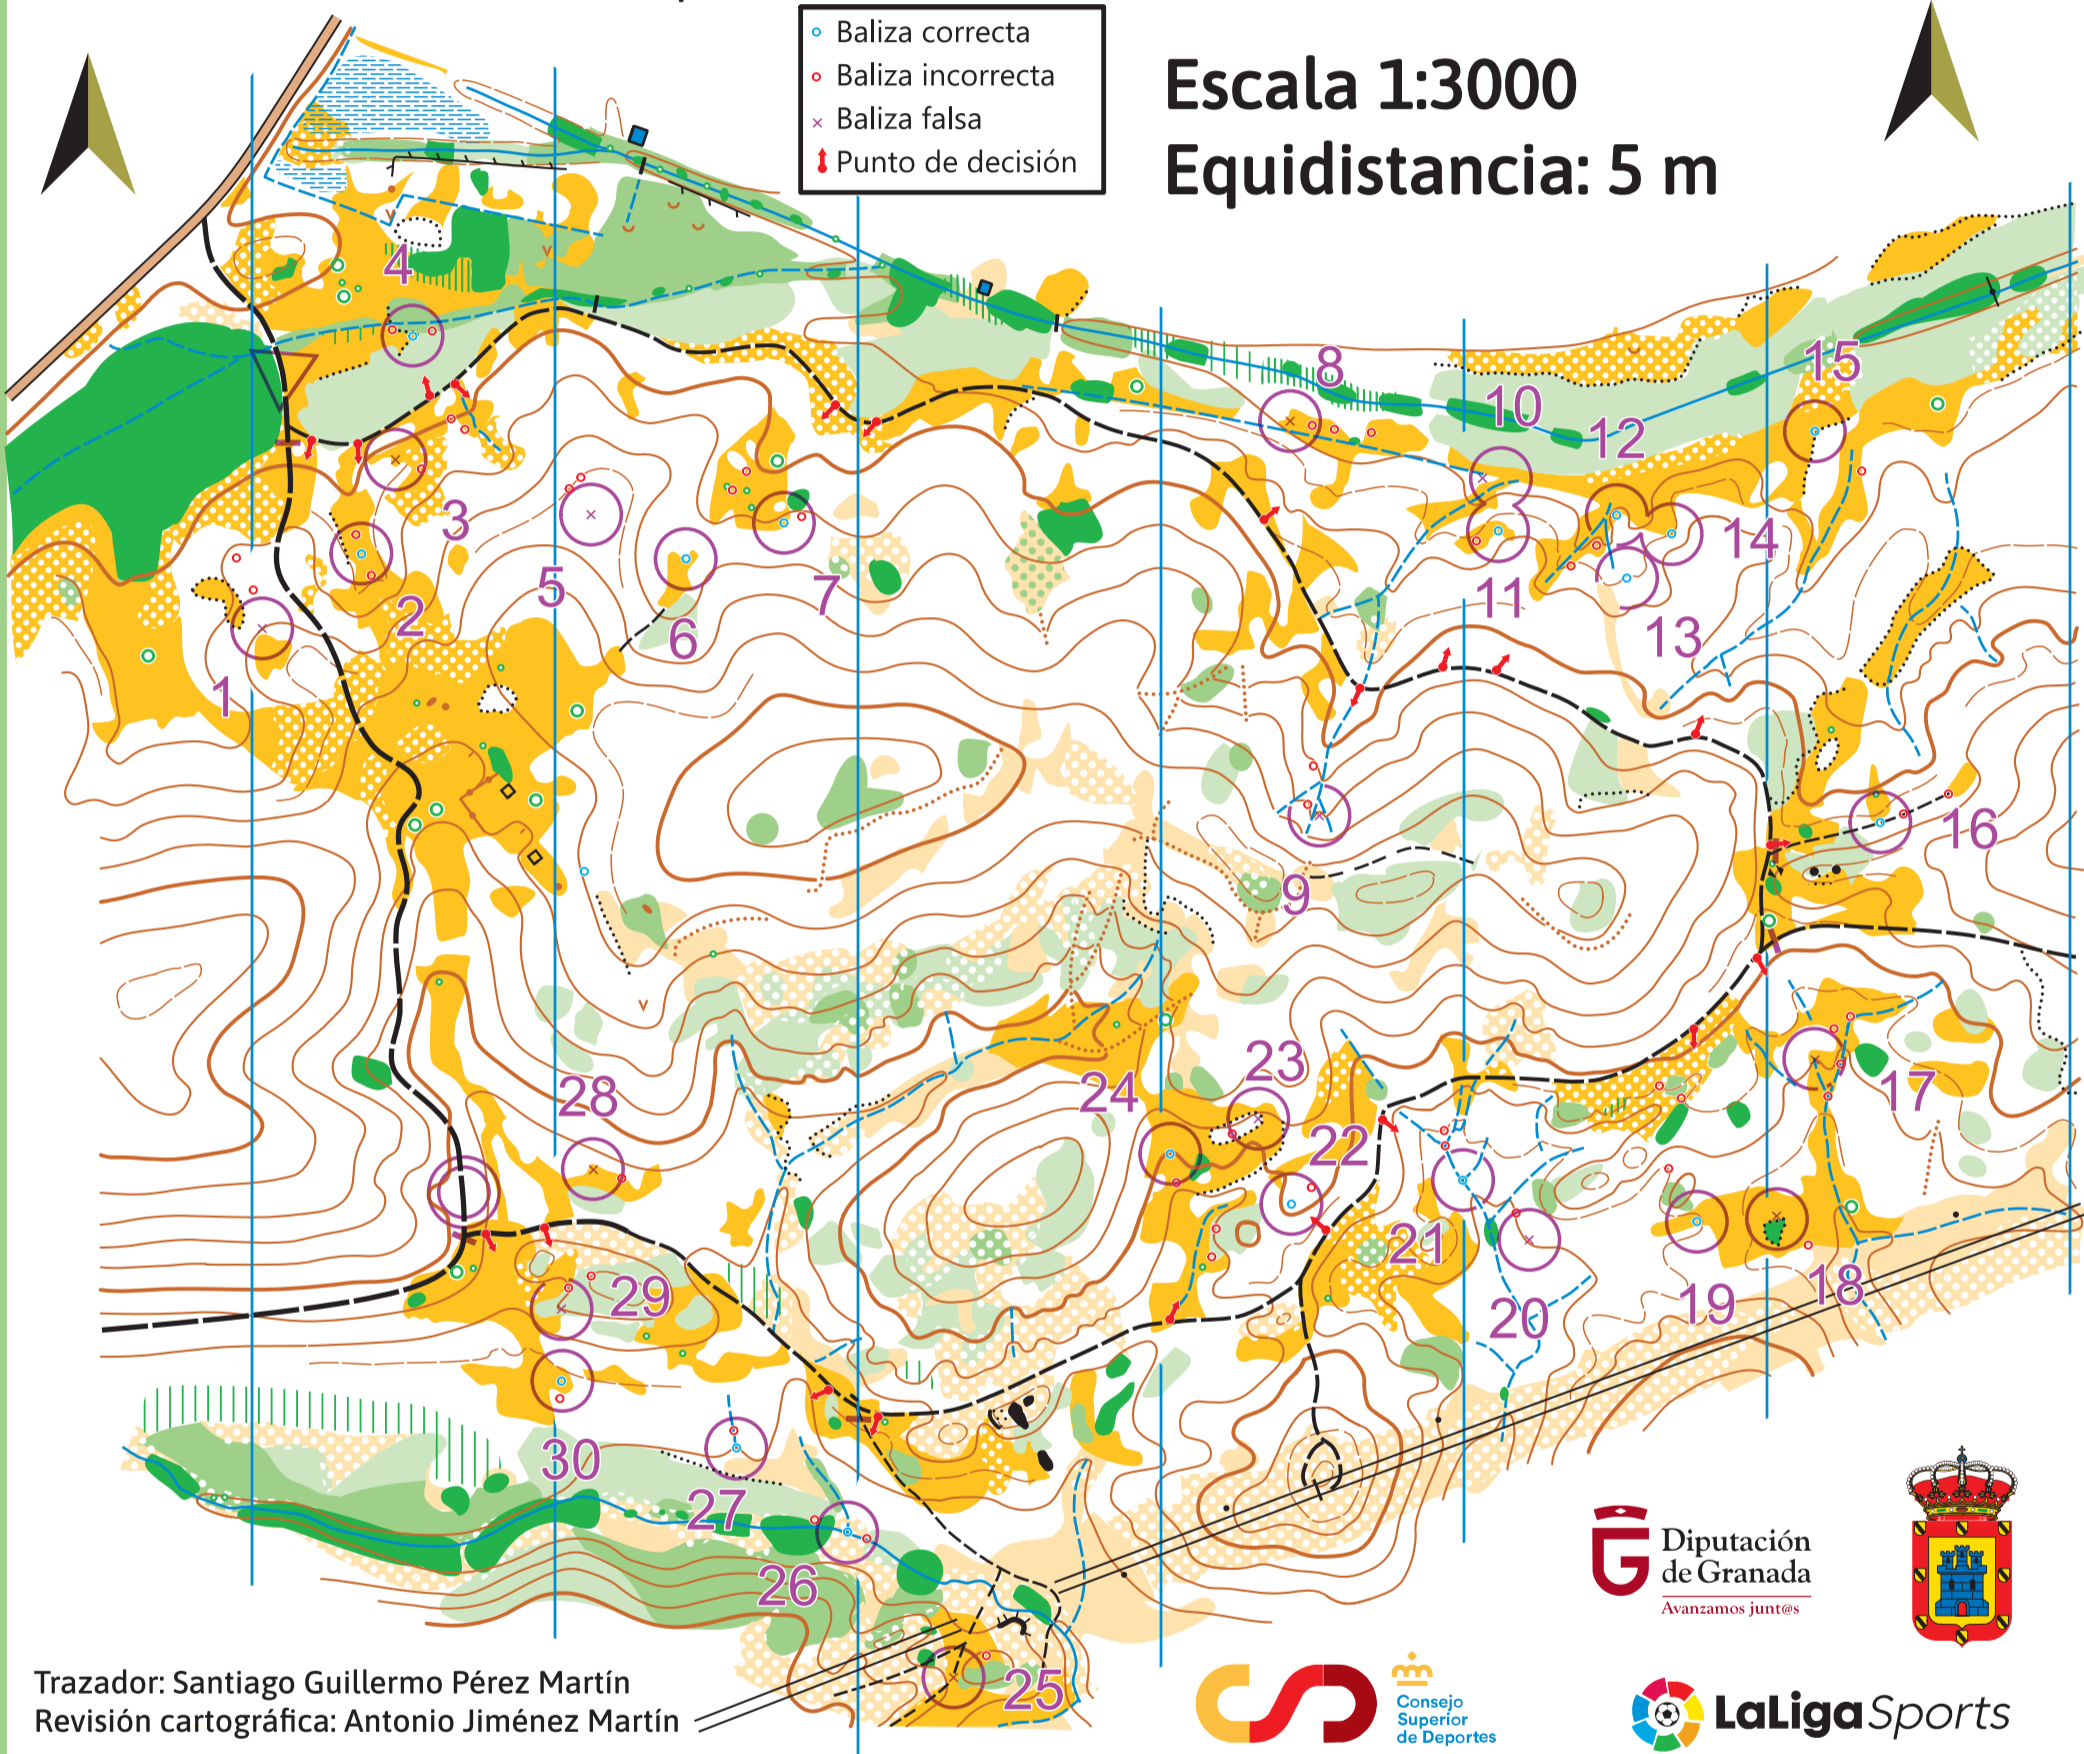 Baliza correcta
Baliza incorrecta
Baliza falsa
Punto de decisión
Escala 1:3000
Equidistancia: 5 m
4
8
15
10
12
3
14
5
7
11
2
6
13
1
16
9
23
28
24
17
22
21
29
18
19
20
30
27
26
25
Diputación
de Granada
Avanzamos junt@s
Trazador: Santiago Guillermo Pérez Martín
Revisión cartográfica: Antonio Jiménez Martín
Consejo
Superior
de Deportes
LaLiga Sports